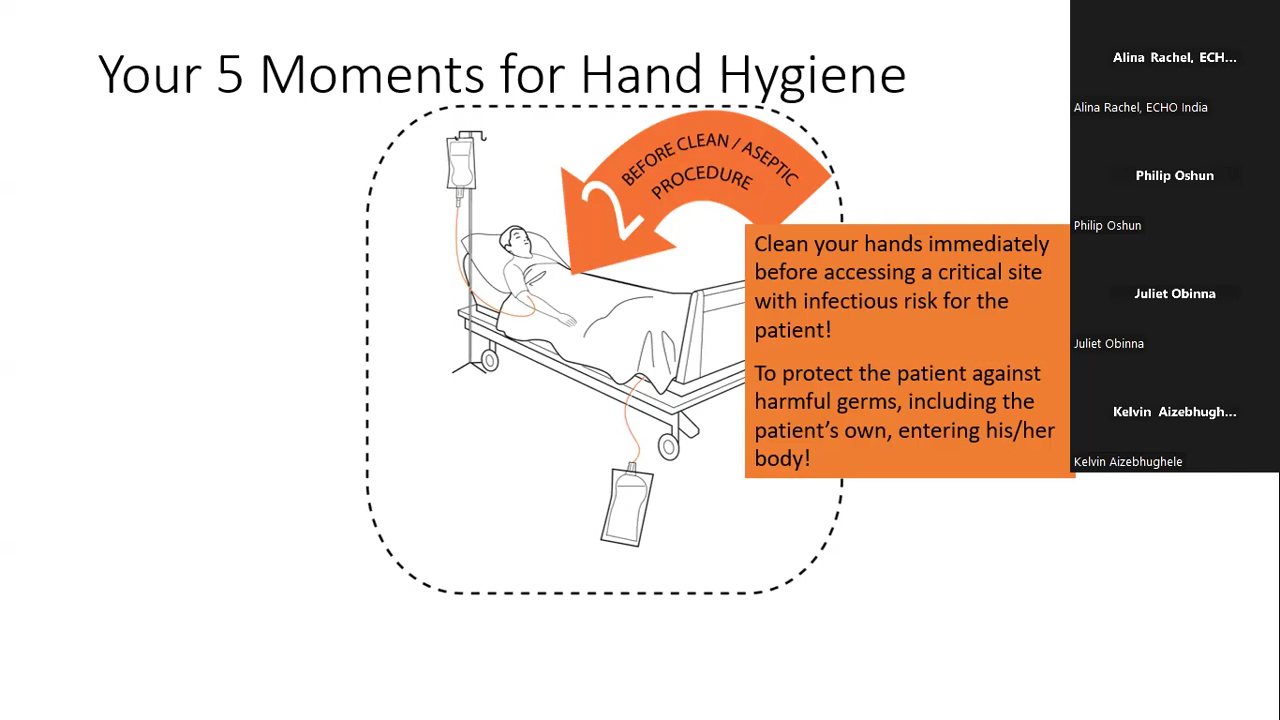 Your 5 Moments for Hand Hygiene
2
BEFORE CLEAN / ASEPTIC
PROCEDURE
Clean your hands immediately
before accessing a critical site
with infectious risk for the
patient!
To protect the patient against
harmful germs, including the
patient’s own, entering his/her
body!
Alina Rachel, ECH...
Alina Rachel, ECHO India
Philip Oshun
Philip Oshun
Juliet Obinna
Juliet Obinna
Kelvin Aizebhugh...
Kelvin Aizebhughele